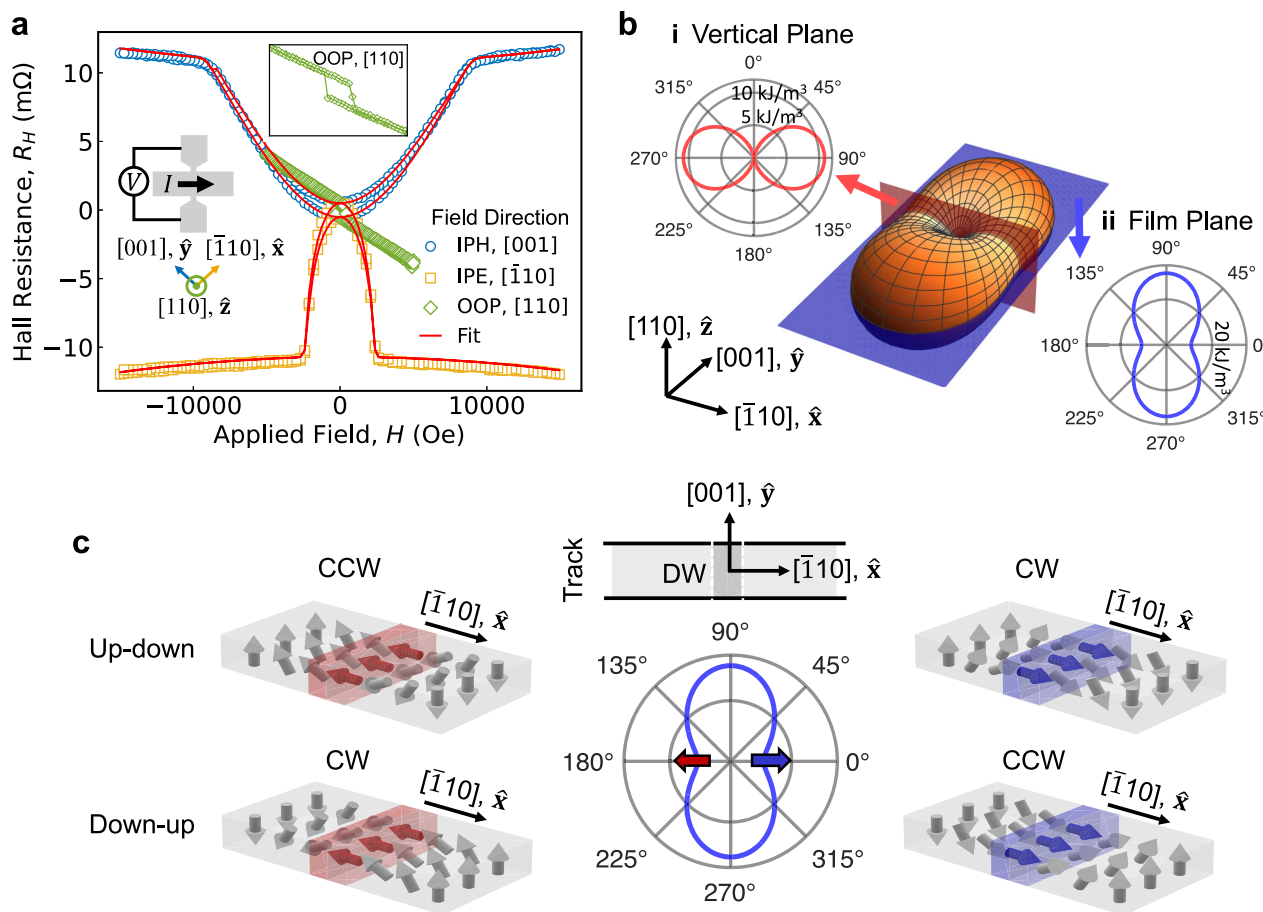 a
Hall Resistance, R_H (mΩ)
10
5
0
−5
−10
−10000
0
10000
Applied Field, H (Oe)
OOP, [110]
V
I
[001], ŷ
[1̅10], x̂
[110], ẑ
Field Direction
IPH, [001]
IPE, [1̅10]
OOP, [110]
Fit
b
i Vertical Plane
0°
45°
90°
135°
180°
225°
270°
315°
10 kJ/m³
5 kJ/m³
[110], ẑ
[001], ŷ
[1̅10], x̂
ii Film Plane
90°
45°
0
315°
270°
225°
180°
135°
20 kJ/m³
c
CCW
[1̅10], x̂
Up-down
CW
[1̅10], x̂
Down-up
[001], ŷ
Track
DW
[1̅10], x̂
90°
45°
0°
315°
270°
225°
180°
135°
CW
[1̅10], x̂
CCW
[1̅10], x̂